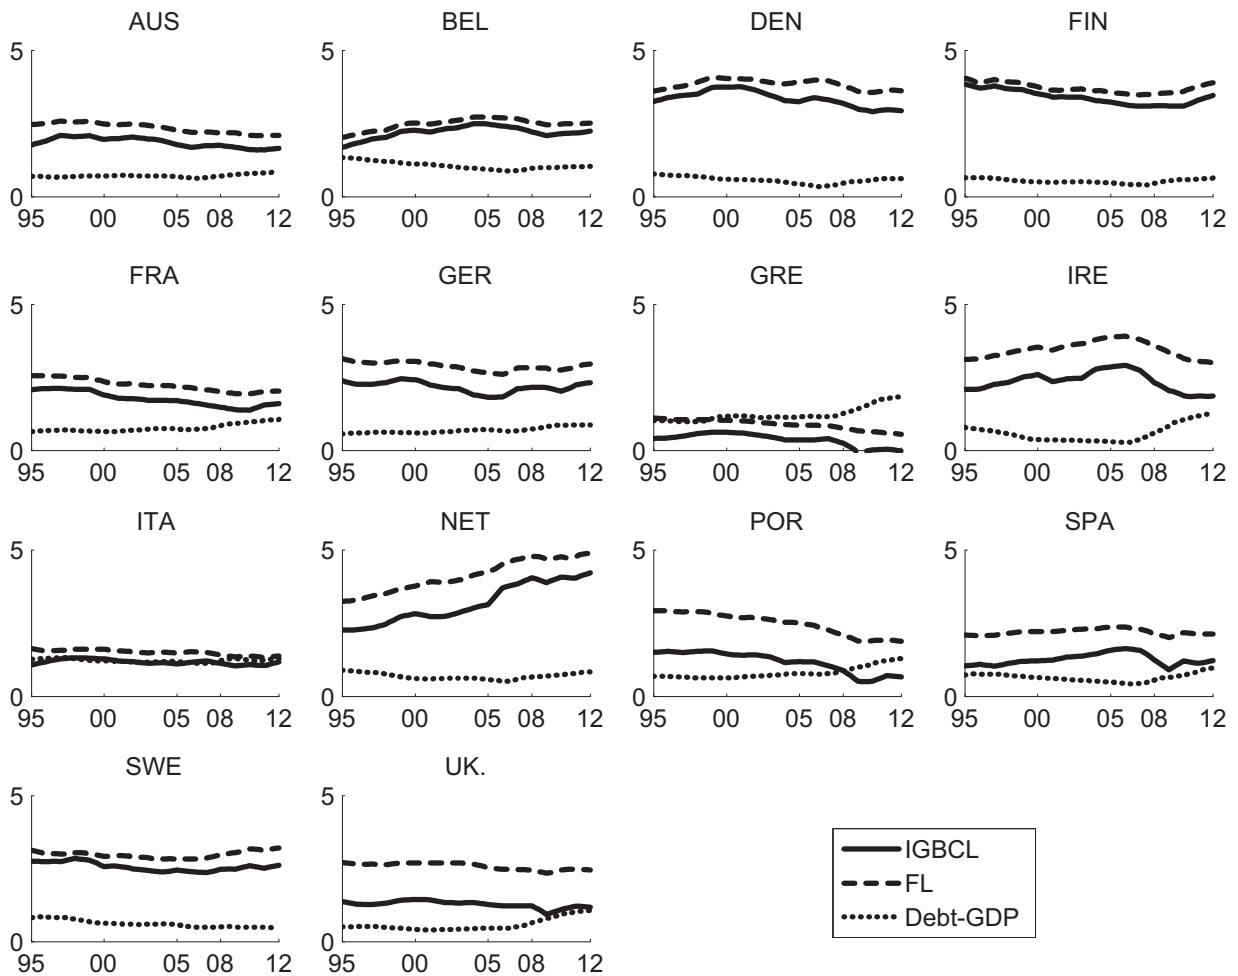 AUS BEL DEN FIN
5 5 5 5
0 0 0 0
95 00 05 08 12 95 00 05 08 12 95 00 05 08 12 95 00 05 08 12
FRA GER GRE IRE
5 5 5 5
0 0 0 0
95 00 05 08 12 95 00 05 08 12 95 00 05 08 12 95 00 05 08 12
ITA NET POR SPA
5 5 5 5
0 0 0 0
95 00 05 08 12 95 00 05 08 12 95 00 05 08 12 95 00 05 08 12
SWE UK.
5 5
0 0
95 00 05 08 12 95 00 05 08 12
IGBCL
FL
Debt-GDP